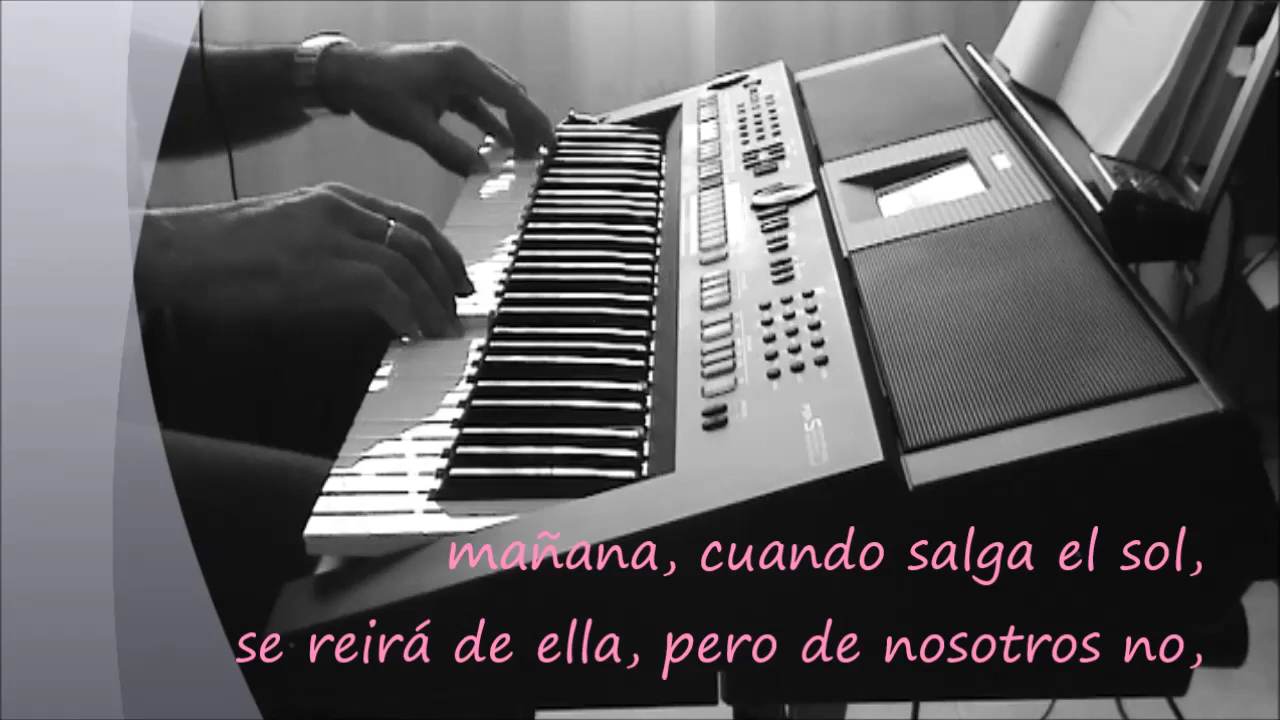 mañana, cuando salga el sol,
se reirá de ella, pero de nosotros no,